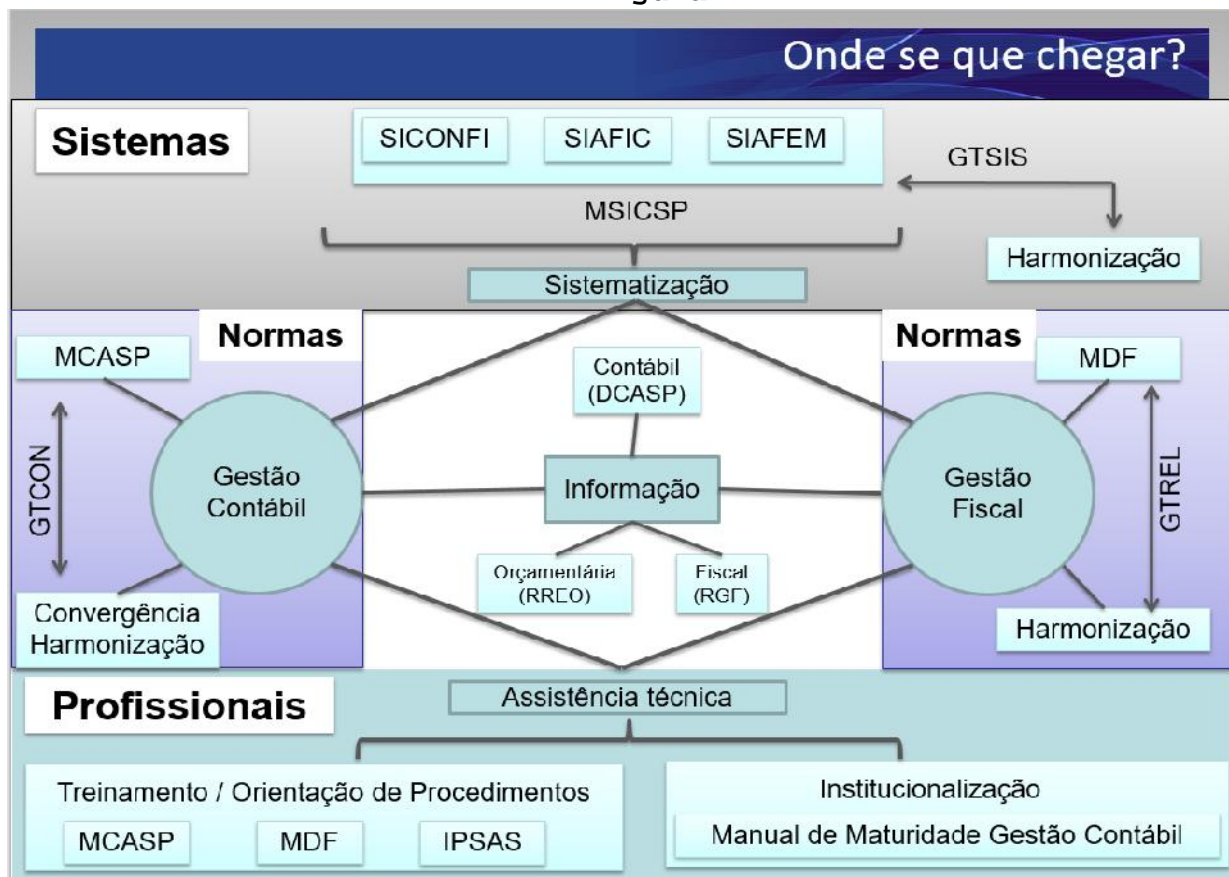 Onde se que chegar?
Sistemas
SICONFI
SIAFIC
SIAFEM
GTSIS
MSICSP
Harmonização
Sistematização
Normas
Normas
MCASP
MDF
Contábil
(DCASP)
GTCON
Gestão
Contábil
Informação
Gestão
Fiscal
GTREL
Orçamentária
(RREO)
Fiscal
(RGF)
Convergência
Harmonização
Harmonização
Profissionais
Assistência técnica
Treinamento / Orientação de Procedimentos
MCASP
MDF
IPSAS
Institucionalização
Manual de Maturidade Gestão Contábil